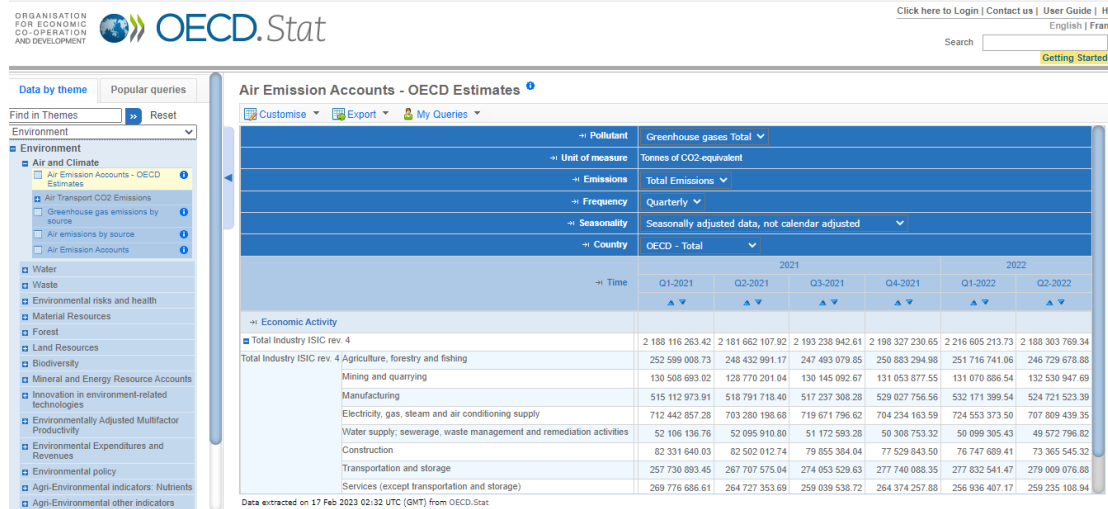 ORGANISATION
FOR ECONOMIC
CO-OPERATION
AND DEVELOPMENT
OECD.Stat
Click here to Login | Contact us | User Guide | H
English | Fran
Search
Getting Started
Data by theme Popular queries
Find in Themes » Reset
Environment
Environment
Air and Climate
Air Emission Accounts - OECD
Estimates
Air Transport CO2 Emissions
Greenhouse gas emissions by
source
Air emissions by source
Air Emission Accounts
Water
Waste
Environmental risks and health
Material Resources
Forest
Land Resources
Biodiversity
Mineral and Energy Resource Accounts
Innovation in environment-related
technologies
Environmentally Adjusted Multifactor
Productivity
Environmental Expenditures and
Revenues
Environmental policy
Agri-Environmental indicators: Nutrients
Agri-Environmental other indicators
Air Emission Accounts - OECD Estimates
Customise Export My Queries
Pollutant Greenhouse gases Total
Unit of measure Tonnes of CO2-equivalent
Emissions Total Emissions
Frequency Quarterly
Seasonality Seasonally adjusted data, not calendar adjusted
Country OECD - Total
2021 2022
Time Q1-2021 Q2-2021 Q3-2021 Q4-2021 Q1-2022 Q2-2022
Economic Activity
Total Industry ISIC rev. 4 2 188 116 263.42 2 181 662 107.92 2 193 238 942.61 2 198 327 230.65 2 216 605 213.73 2 188 303 769.34
Total Industry ISIC rev. 4 Agriculture, forestry and fishing 252 599 008.73 248 432 991.17 247 493 079.85 250 883 294.98 251 716 741.06 246 729 678.88
Mining and quarrying 130 508 693.02 128 770 201.04 130 145 092.67 131 053 877.55 131 070 886.54 132 530 947.69
Manufacturing 515 112 973.91 518 791 718.40 517 237 308.28 529 027 756.56 532 171 399.54 524 721 523.39
Electricity, gas, steam and air conditioning supply 712 442 857.28 703 280 198.68 719 671 796.62 704 234 163.59 724 553 373.50 707 809 439.35
Water supply; sewerage, waste management and remediation activities 52 106 136.76 52 095 910.80 51 172 593.28 50 308 753.32 50 099 305.43 49 572 796.82
Construction 82 331 640.03 82 502 012.74 79 855 384.04 77 529 843.50 76 747 689.41 73 365 545.32
Transportation and storage 257 730 893.45 267 707 575.04 274 053 529.63 277 740 088.35 277 832 541.47 279 009 076.88
Services (except transportation and storage) 269 776 686.61 264 727 353.69 259 039 538.72 264 374 257.88 256 936 407.17 259 235 108.94
Data extracted on 17 Feb 2023 02:32 UTC (GMT) from OECD.Stat